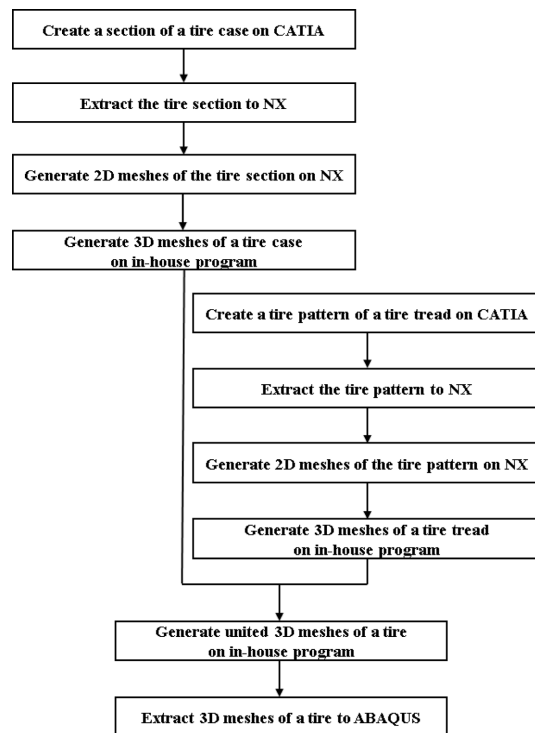 Create a section of a tire case on CATIA
Extract the tire section to NX
Generate 2D meshes of the tire section on NX
Generate 3D meshes of a tire case
on in-house program
Create a tire pattern of a tire tread on CATIA
Extract the tire pattern to NX
Generate 2D meshes of the tire pattern on NX
Generate 3D meshes of a tire tread
on in-house program
Generate united 3D meshes of a tire
on in-house program
Extract 3D meshes of a tire to ABAQUS